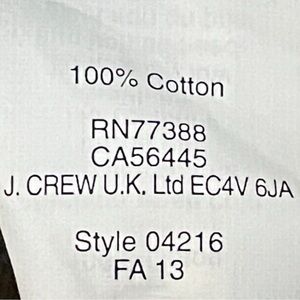 100% Cotton
RN77388
CA56445
J. CREW U.K. Ltd EC4V 6JA
Style 04216
FA 13